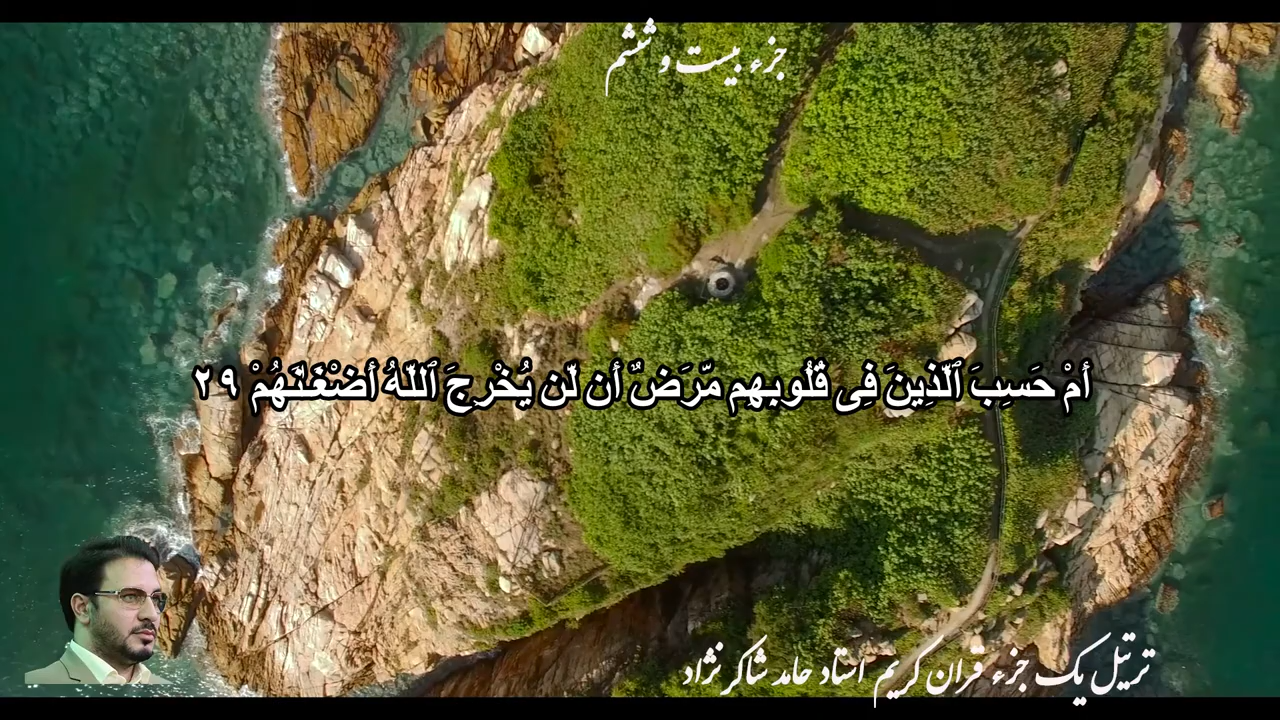 جزء بیست و ششم
أَمْ حَسِبَ ٱلَّذِينَ فِى قُلُوبِهِم مَّرَضٌ أَن لَّن يُخْرِجَ ٱللَّهُ أَضْغَٰنَهُمْ ٢٩
ترتیل یک جزء قرآن کریم استاد حامد شاکرنژاد